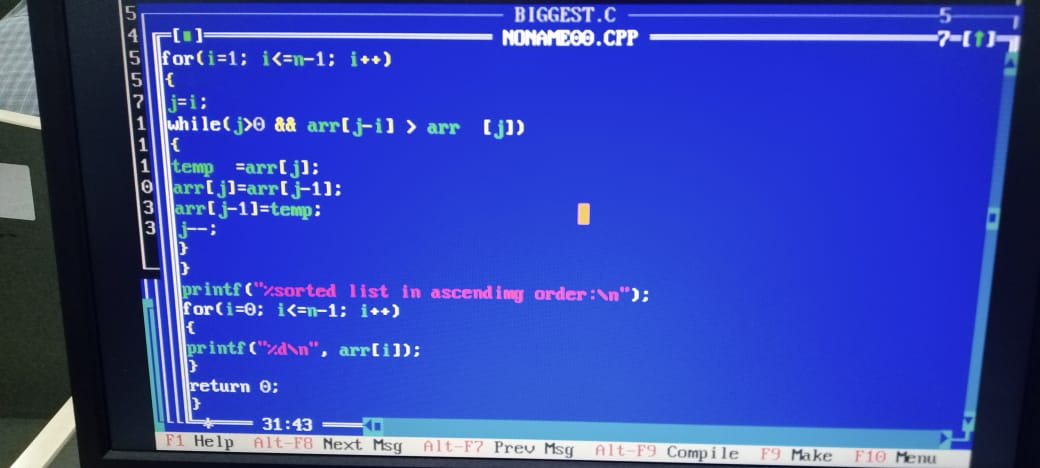 5 BIGGEST.C 5
4 [■] NONAME00.CPP 7-[↑]
5 for(i=1; i<=n-1; i++)
5 {
7 j=i;
1 while(j>0 && arr[j-i] > arr  [j])
1 {
1 temp  =arr[j];
0 arr[j]=arr[j-1];
3 arr[j-1]=temp;
3 j--;
}
}
printf("%sorted list in ascendimg order:\n");
for(i=0; i<=n-1; i++)
{
printf("%d\n", arr[i]);
}
return 0;
}
* 31:43
F1 Help Alt-F8 Next Msg Alt-F7 Prev Msg Alt-F9 Compile F9 Make F10 Menu